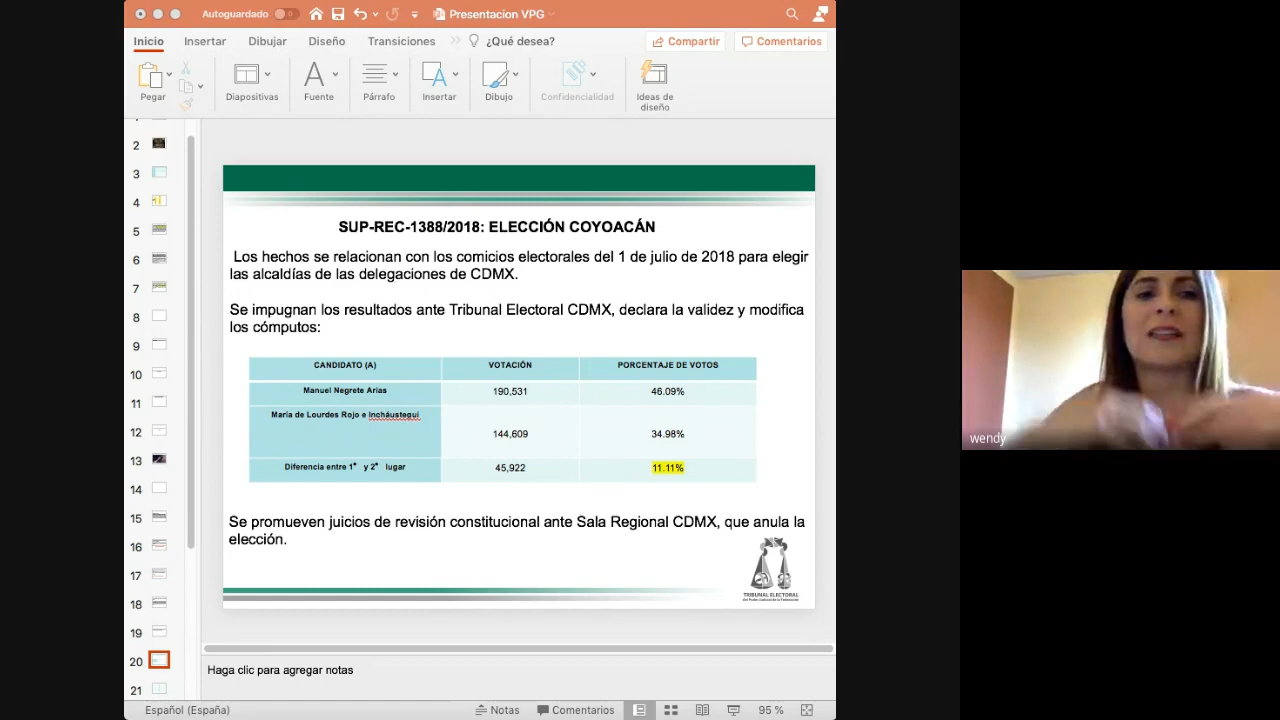 Autoguardado
Presentacion VPG
Inicio
Insertar
Dibujar
Diseño
Transiciones
¿Qué desea?
Compartir
Comentarios
Pegar
Diapositivas
Fuente
Párrafo
Insertar
Dibujo
Confidencialidad
Ideas de
diseño
2
3
4
5
6
7
8
9
10
11
12
13
14
15
16
17
18
19
20
21
SUP-REC-1388/2018: ELECCIÓN COYOACÁN
Los hechos se relacionan con los comicios electorales del 1 de julio de 2018 para elegir
las alcaldías de las delegaciones de CDMX.
Se impugnan los resultados ante Tribunal Electoral CDMX, declara la validez y modifica
los cómputos:
CANDIDATO (A) VOTACIÓN PORCENTAJE DE VOTOS
Manuel Negrete Arias 190,531 46.09%
María de Lourdes Rojo e Incháustegui
144,609 34.98%
Diferencia entre 1° y 2° lugar 45,922 11.11%
Se promueven juicios de revisión constitucional ante Sala Regional CDMX, que anula la
elección.
TRIBUNAL ELECTORAL
del Poder Judicial de la Federación
Haga clic para agregar notas
Español (España)
Notas
Comentarios
95 %
wendy